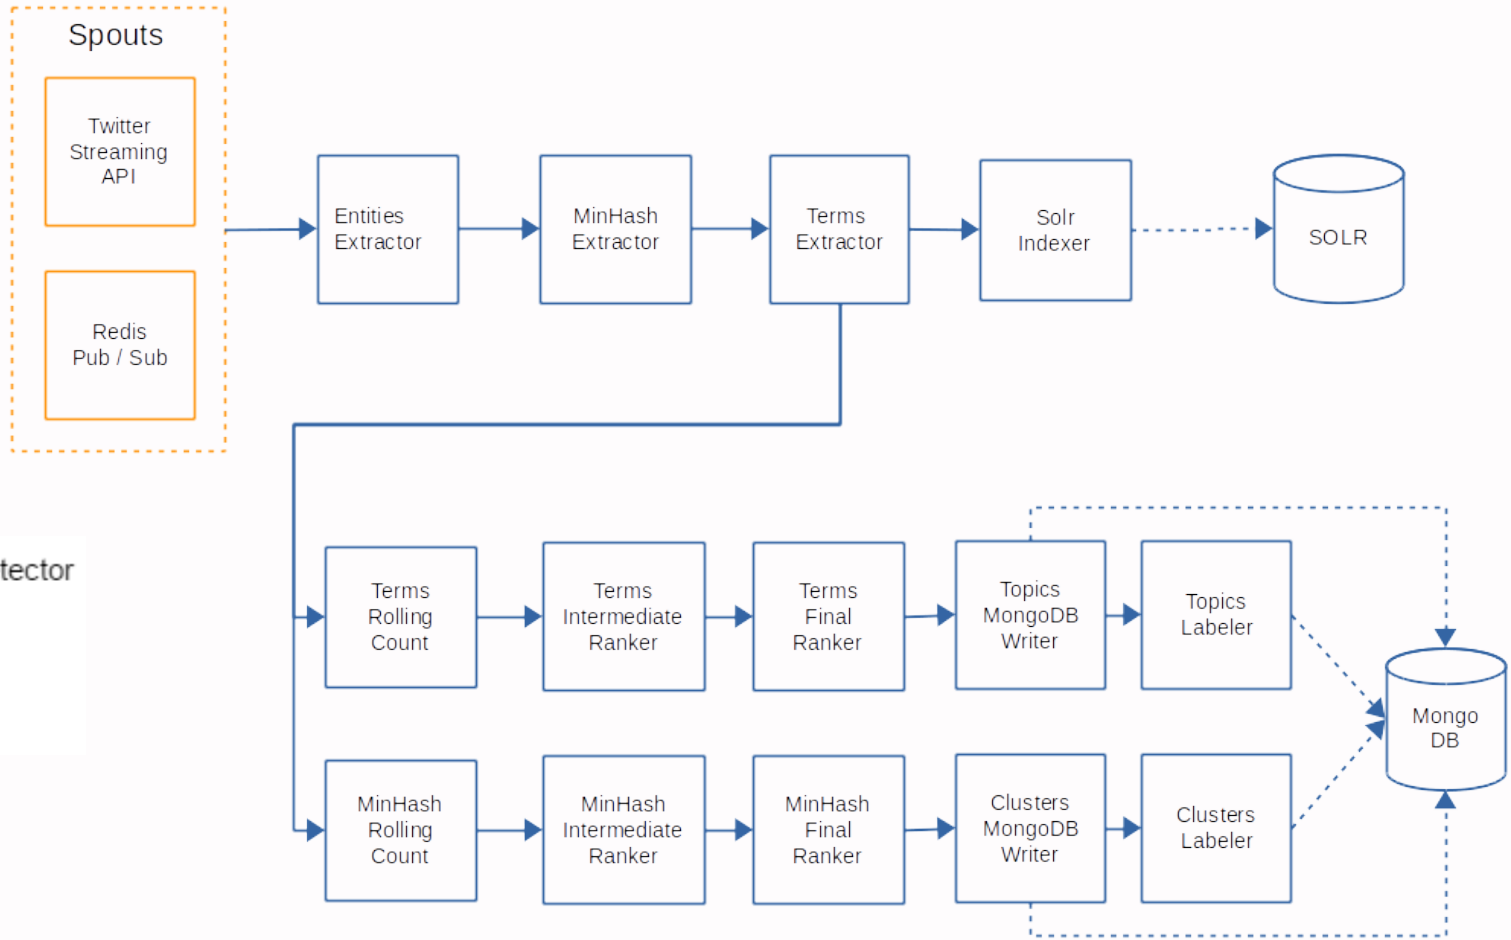 Spouts
Twitter
Streaming
API
Redis
Pub / Sub
Entities
Extractor
MinHash
Extractor
Terms
Extractor
Solr
Indexer
SOLR
tector
Terms
Rolling
Count
Terms
Intermediate
Ranker
Terms
Final
Ranker
Topics
MongoDB
Writer
Topics
Labeler
Mongo
DB
MinHash
Rolling
Count
MinHash
Intermediate
Ranker
MinHash
Final
Ranker
Clusters
MongoDB
Writer
Clusters
Labeler